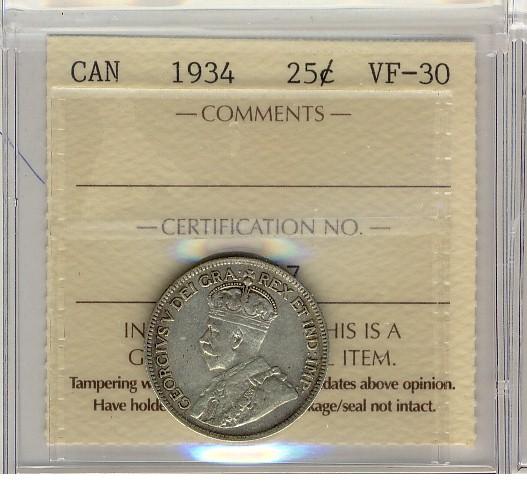 CAN 1934 25¢ VF-30
— COMMENTS —
— CERTIFICATION NO. —
7
GEORGIVS V DEI GRA: REX ET IND: IMP:
IN HIS IS A
G ITEM.
Tampering w dates above opinion.
Have holde kage/seal not intact.